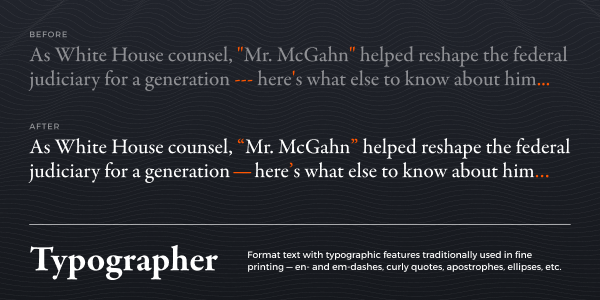 BEFORE
As White House counsel, "Mr. McGahn" helped reshape the federal
judiciary for a generation --- here's what else to know about him...
AFTER
As White House counsel, “Mr. McGahn” helped reshape the federal
judiciary for a generation — here’s what else to know about him…
Typographer
Format text with typographic features traditionally used in fine
printing — en- and em-dashes, curly quotes, apostrophes, ellipses, etc.